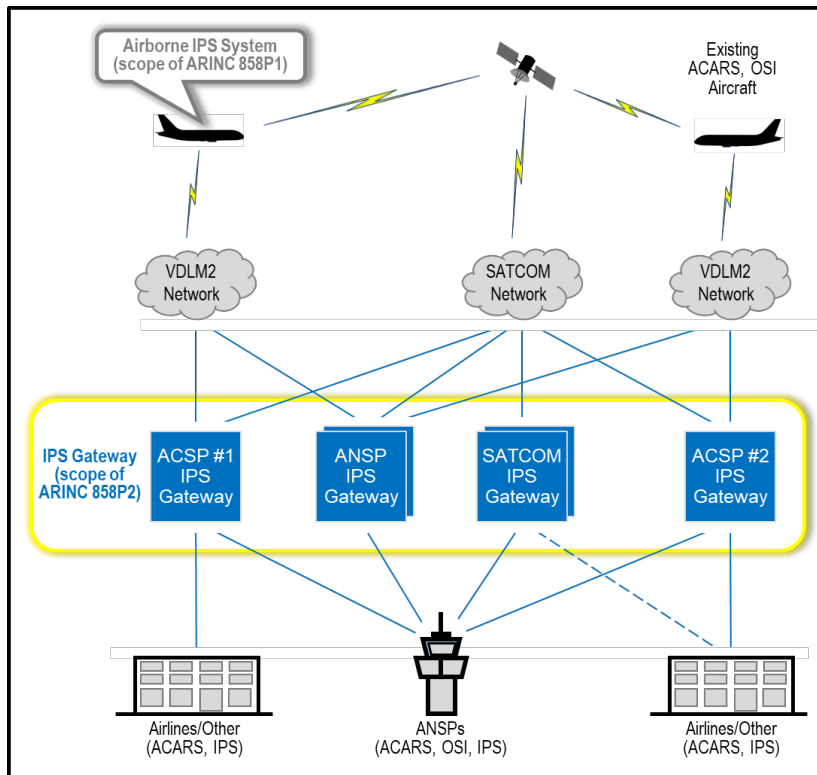 Airborne IPS System
(scope of ARINC 858P1)
Existing
ACARS, OSI
Aircraft
VDLM2
Network
SATCOM
Network
VDLM2
Network
IPS Gateway
(scope of
ARINC 858P2)
ACSP #1
IPS
Gateway
ANSP
IPS
Gateway
SATCOM
IPS
Gateway
ACSP #2
IPS
Gateway
Airlines/Other
(ACARS, IPS)
ANSPs
(ACARS, OSI, IPS)
Airlines/Other
(ACARS, IPS)